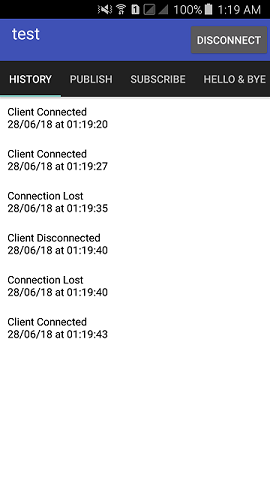 100% 1:19 AM
test
DISCONNECT
HISTORY PUBLISH SUBSCRIBE HELLO & BYE
Client Connected
28/06/18 at 01:19:20
Client Connected
28/06/18 at 01:19:27
Connection Lost
28/06/18 at 01:19:35
Client Disconnected
28/06/18 at 01:19:40
Connection Lost
28/06/18 at 01:19:40
Client Connected
28/06/18 at 01:19:43